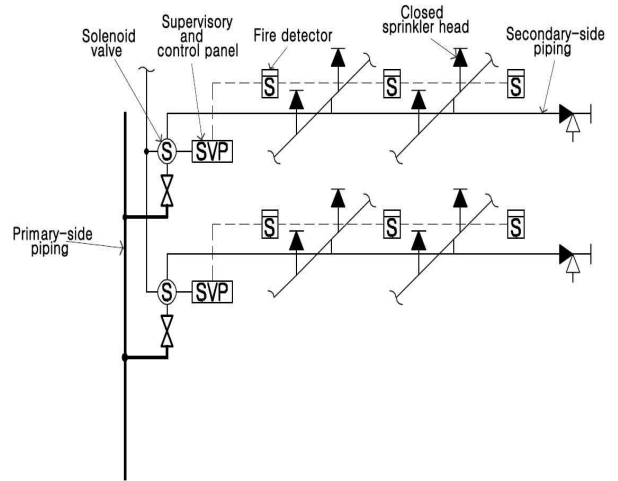 Solenoid
valve
Supervisory
and
control panel
Fire detector
Closed
sprinkler head
Secondary-side
piping
S
S
S
S
SVP
Primary-side
piping
S
S
S
S
SVP